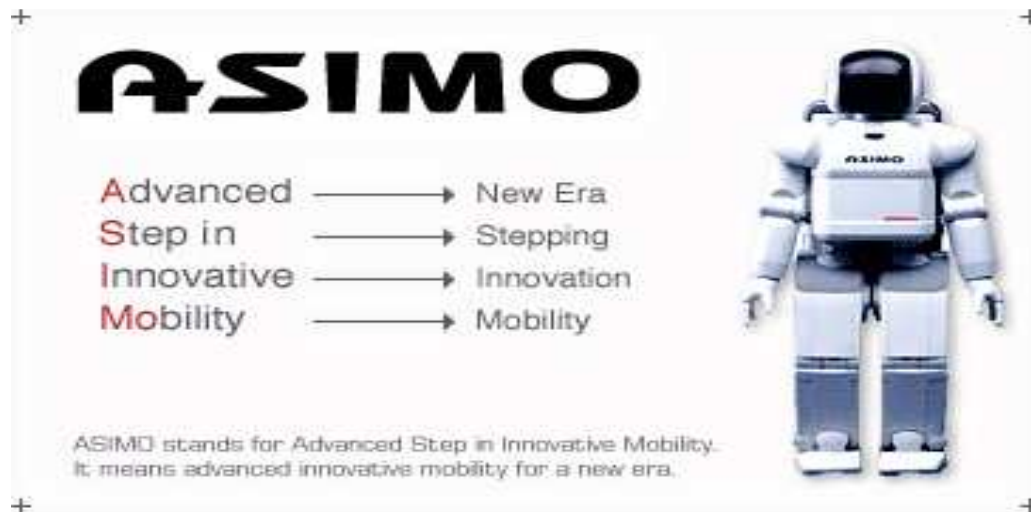 ASIMO
Advanced → New Era
Step in → Stepping
Innovative → Innovation
Mobility → Mobility
ASIMO
ASIMO stands for Advanced Step in Innovative Mobility.
It means advanced innovative mobility for a new era.